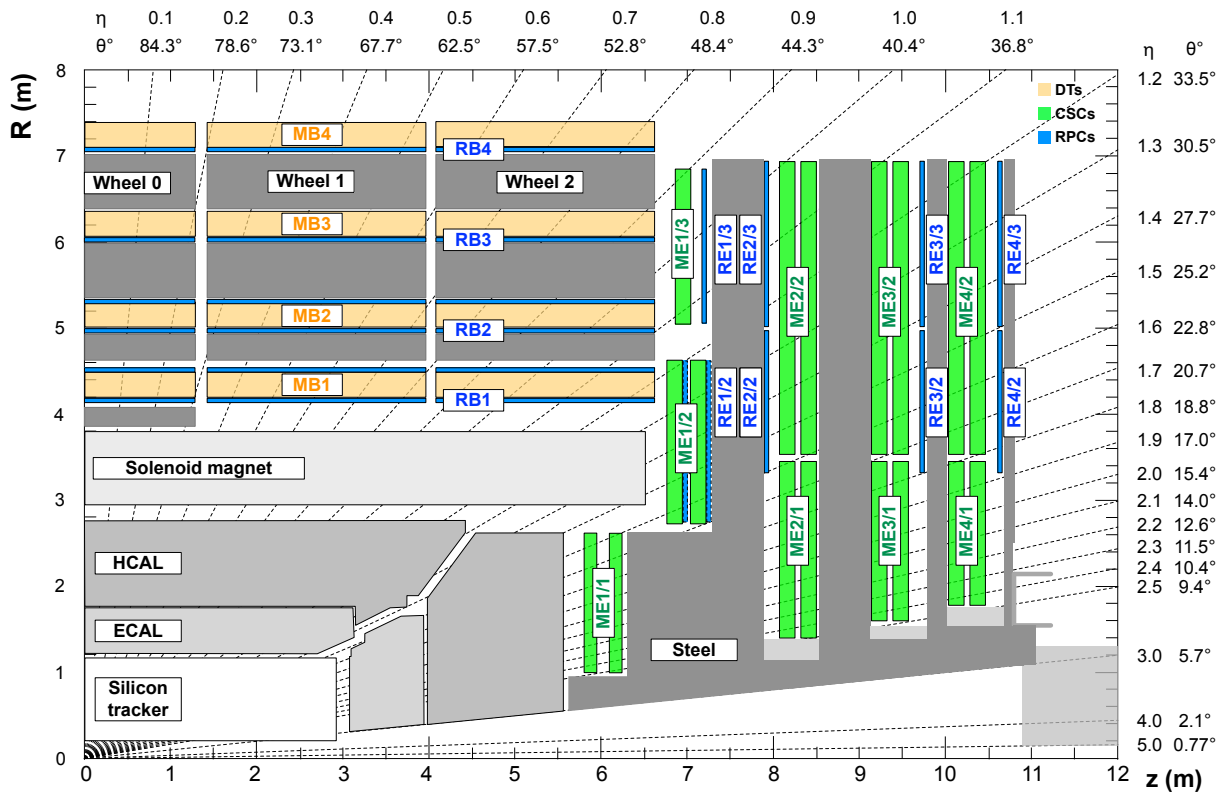 η 0.1 0.2 0.3 0.4 0.5 0.6 0.7 0.8 0.9 1.0 1.1
θ° 84.3° 78.6° 73.1° 67.7° 62.5° 57.5° 52.8° 48.4° 44.3° 40.4° 36.8°
η θ°
R (m)
8
7
6
5
4
3
2
1
0
1.2 33.5°
1.3 30.5°
1.4 27.7°
1.5 25.2°
1.6 22.8°
1.7 20.7°
1.8 18.8°
1.9 17.0°
2.0 15.4°
2.1 14.0°
2.2 12.6°
2.3 11.5°
2.4 10.4°
2.5 9.4°
3.0 5.7°
4.0 2.1°
5.0 0.77°
DTs
CSCs
RPCs
MB4
RB4
Wheel 0
Wheel 1
Wheel 2
MB3
RB3
MB2
RB2
MB1
RB1
Solenoid magnet
HCAL
ECAL
Silicon
tracker
Steel
ME1/3
RE1/3
RE2/3
ME2/2
ME3/2
RE3/3
ME4/2
RE4/3
ME1/2
RE1/2
RE2/2
RE3/2
RE4/2
ME1/1
ME2/1
ME3/1
ME4/1
0 1 2 3 4 5 6 7 8 9 10 11 12
z (m)